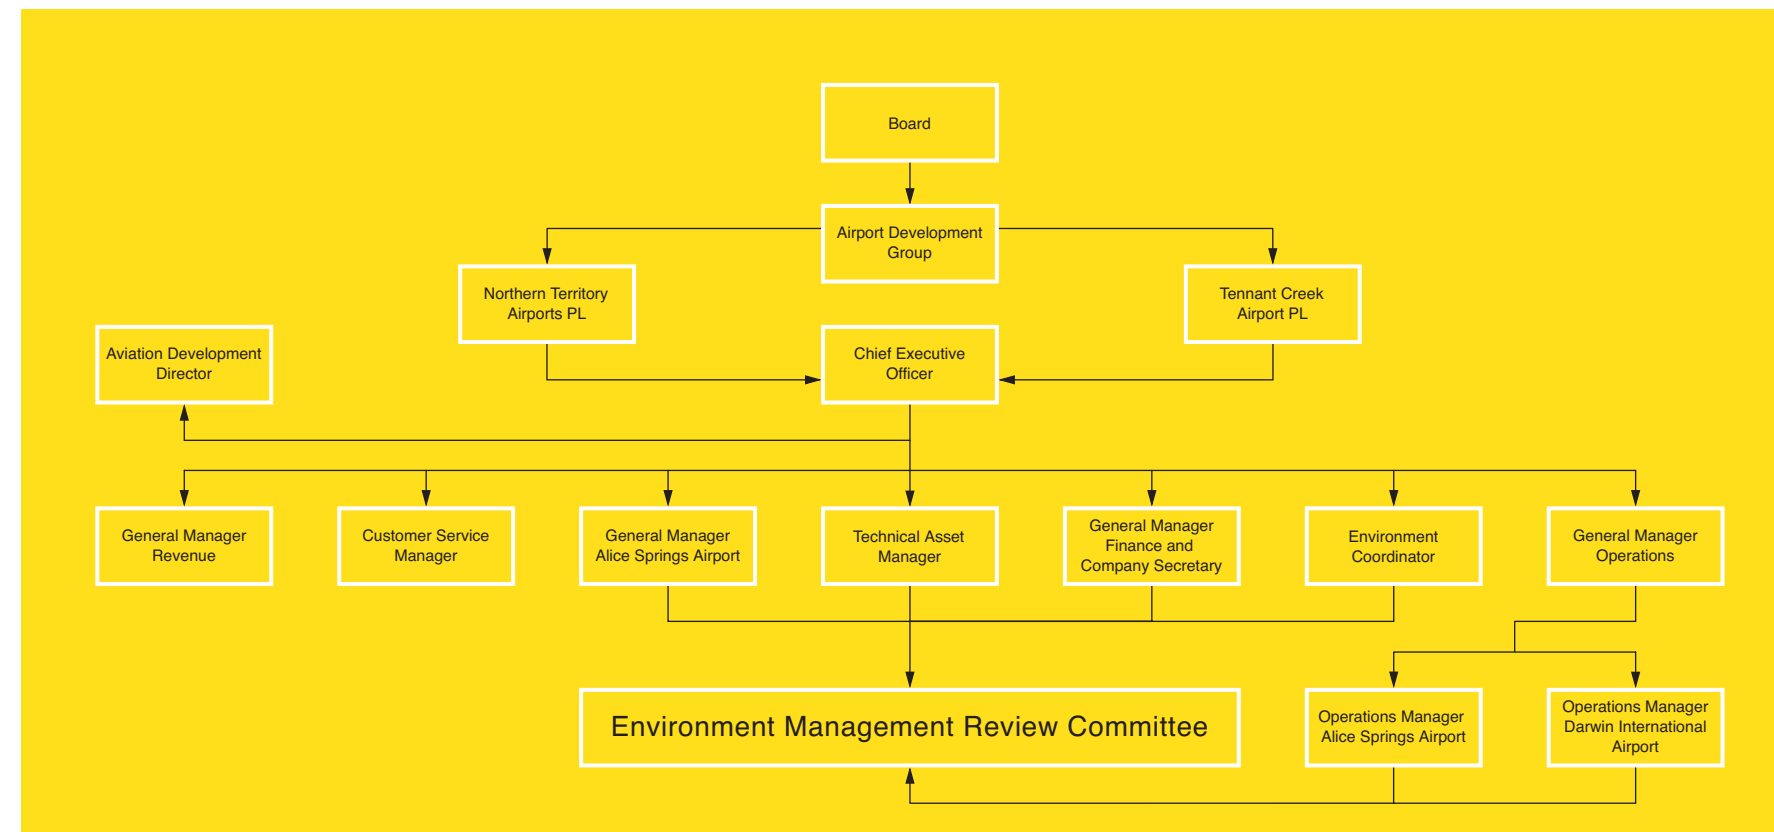 Board
Airport Development
Group
Northern Territory
Airports PL
Tennant Creek
Airport PL
Aviation Development
Director
Chief Executive
Officer
General Manager
Revenue
Customer Service
Manager
General Manager
Alice Springs Airport
Technical Asset
Manager
General Manager
Finance and
Company Secretary
Environment
Coordinator
General Manager
Operations
Environment Management Review Committee
Operations Manager
Alice Springs Airport
Operations Manager
Darwin International
Airport